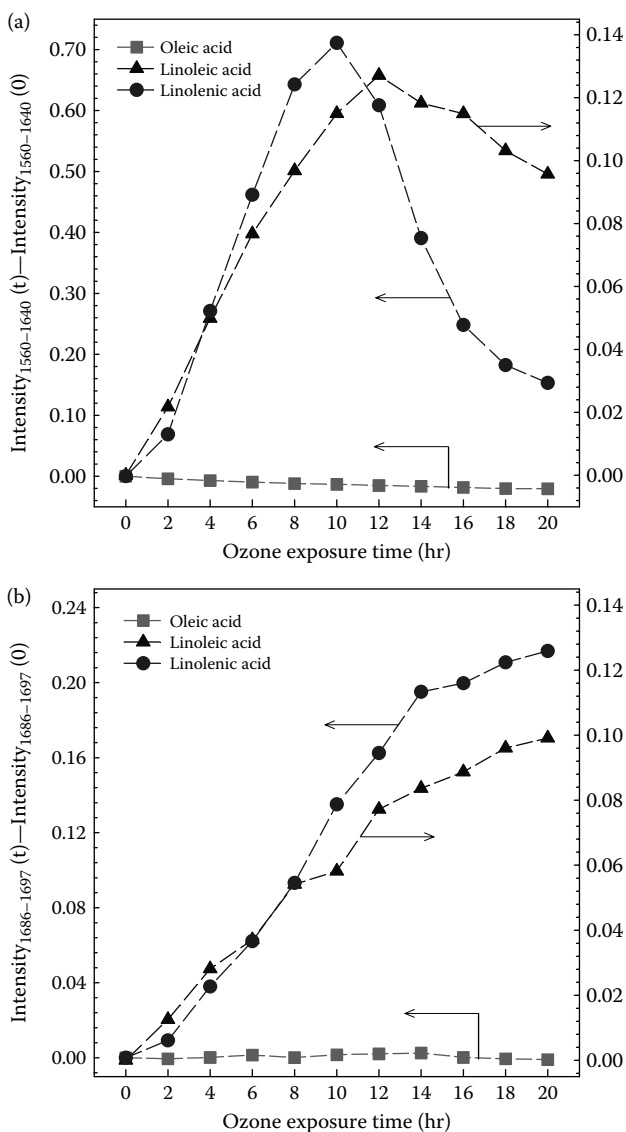 (a)
Intensity1560–1640 (t)—Intensity1560–1640 (0)
0.70
0.60
0.50
0.40
0.30
0.20
0.10
0.00
Oleic acid
Linoleic acid
Linolenic acid
0.14
0.12
0.10
0.08
0.06
0.04
0.02
0.00
0 2 4 6 8 10 12 14 16 18 20
Ozone exposure time (hr)
(b)
Intensity1686–1697 (t)—Intensity1686–1697 (0)
0.24
0.20
0.16
0.12
0.08
0.04
0.00
Oleic acid
Linoleic acid
Linolenic acid
0.14
0.12
0.10
0.08
0.06
0.04
0.02
0.00
0 2 4 6 8 10 12 14 16 18 20
Ozone exposure time (hr)